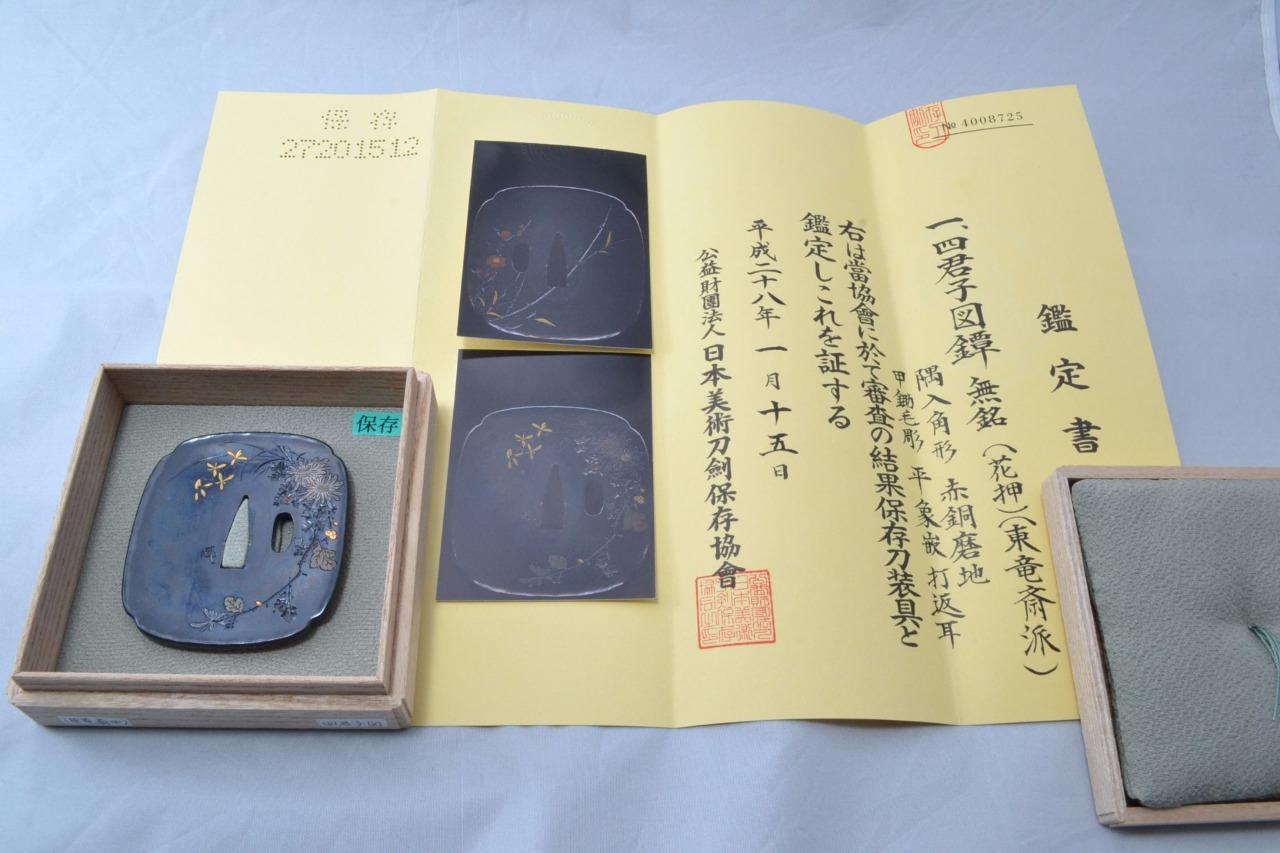 鑑定書
一、四君子図鐔 無銘（花押）（東竜斎派）
隅入角形 赤銅磨地
甲鋤毛彫 平象嵌 打返耳
右は當協會に於て審査の結果保存刀装具と
鑑定しこれを証する
平成二十八年 一月十五日
公益財團法人 日本美術刀劍保存協會
№ 4008725
保存
27201512
保存